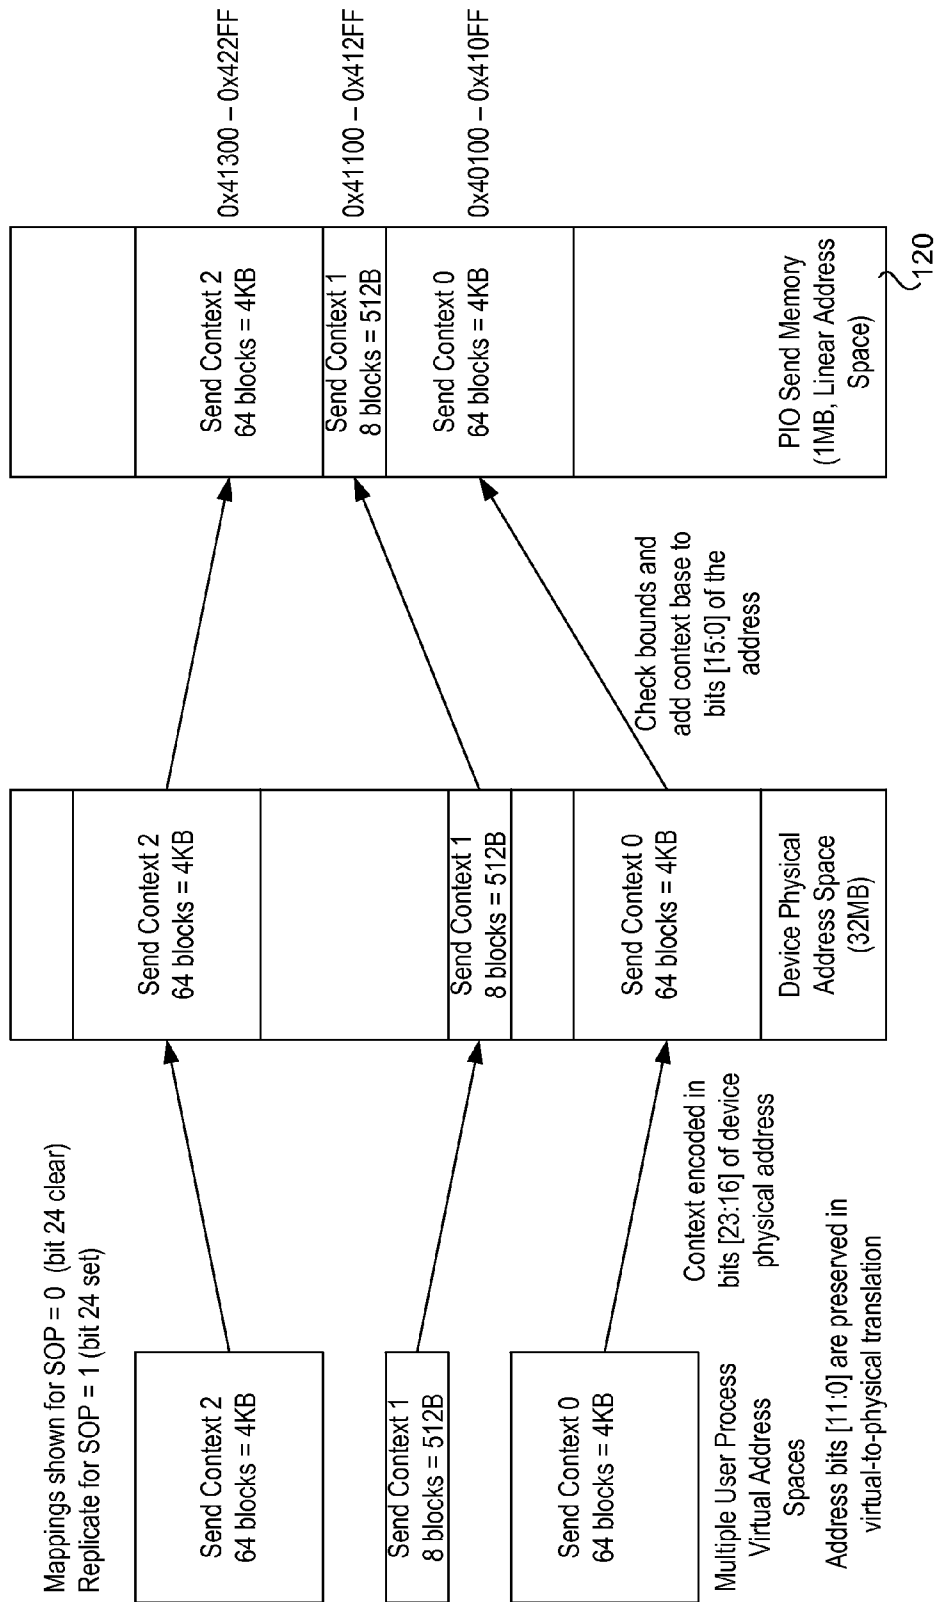 Mappings shown for SOP = 0 (bit 24 clear)
Replicate for SOP = 1 (bit 24 set)
Send Context 2
64 blocks = 4KB
Send Context 1
8 blocks = 512B
Send Context 0
64 blocks = 4KB
Multiple User Process
Virtual Address
Spaces
Address bits [11:0] are preserved in
virtual-to-physical translation
Context encoded in
bits [23:16] of device
physical address
Send Context 2
64 blocks = 4KB
Send Context 1
8 blocks = 512B
Send Context 0
64 blocks = 4KB
Device Physical
Address Space
(32MB)
Check bounds and
add context base to
bits [15:0] of the
address
Send Context 2
64 blocks = 4KB
Send Context 1
8 blocks = 512B
Send Context 0
64 blocks = 4KB
PIO Send Memory
(1MB, Linear Address
Space)
0x41300 – 0x422FF
0x41100 – 0x412FF
0x40100 – 0x410FF
120